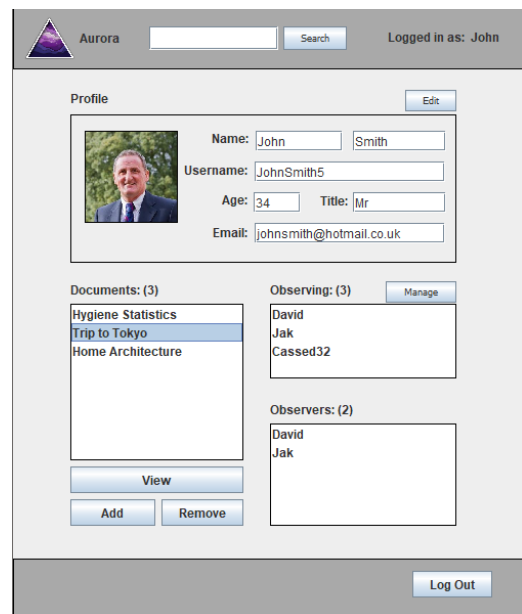 Aurora Search Logged in as: John
Profile Edit
Name: John Smith
Username: JohnSmith5
Age: 34 Title: Mr
Email: johnsmith@hotmail.co.uk
Documents: (3)
Hygiene Statistics
Trip to Tokyo
Home Architecture
View
Add Remove
Observing: (3) Manage
David
Jak
Cassed32
Observers: (2)
David
Jak
Log Out